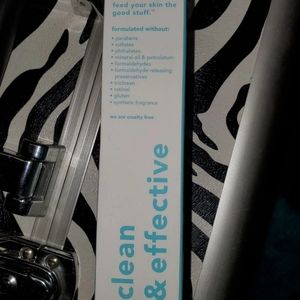 feed your skin the
good stuff.™
formulated without:
• parabens
• sulfates
• phthalates
• mineral oil & petrolatum
• formaldehydes
• formaldehyde releasing
preservatives
• triclosan
• retinol
• gluten
• synthetic fragrance
we are cruelty free
clean
& effective